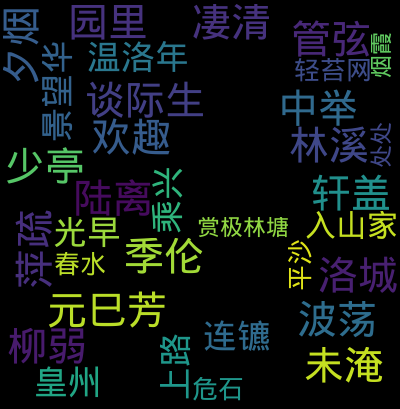 夕烟
园里
凄清
管弦
烟霞
景望华
温洛年
轻苔网
谈际生
中举
欢趣
林溪
处处
少亭
陆离
乘兴
轩盖
萍疏
光早
赏极林塘
入山家
春水
季伦
平沙
洛城
元巳芳
波荡
柳弱
上路
连镳
未淹
皇州
危石